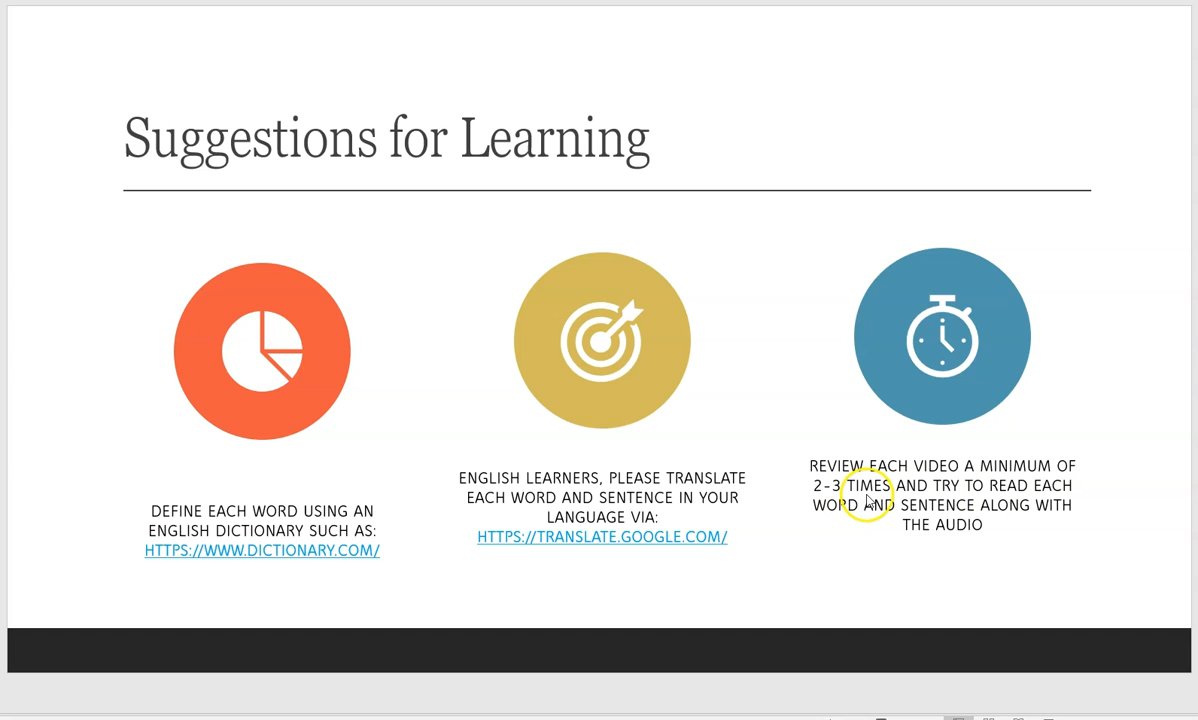 Suggestions for Learning
DEFINE EACH WORD USING AN
ENGLISH DICTIONARY SUCH AS:
HTTPS://WWW.DICTIONARY.COM/
ENGLISH LEARNERS, PLEASE TRANSLATE
EACH WORD AND SENTENCE IN YOUR
LANGUAGE VIA:
HTTPS://TRANSLATE.GOOGLE.COM/
REVIEW EACH VIDEO A MINIMUM OF
2-3 TIMES AND TRY TO READ EACH
WORD AND SENTENCE ALONG WITH
THE AUDIO